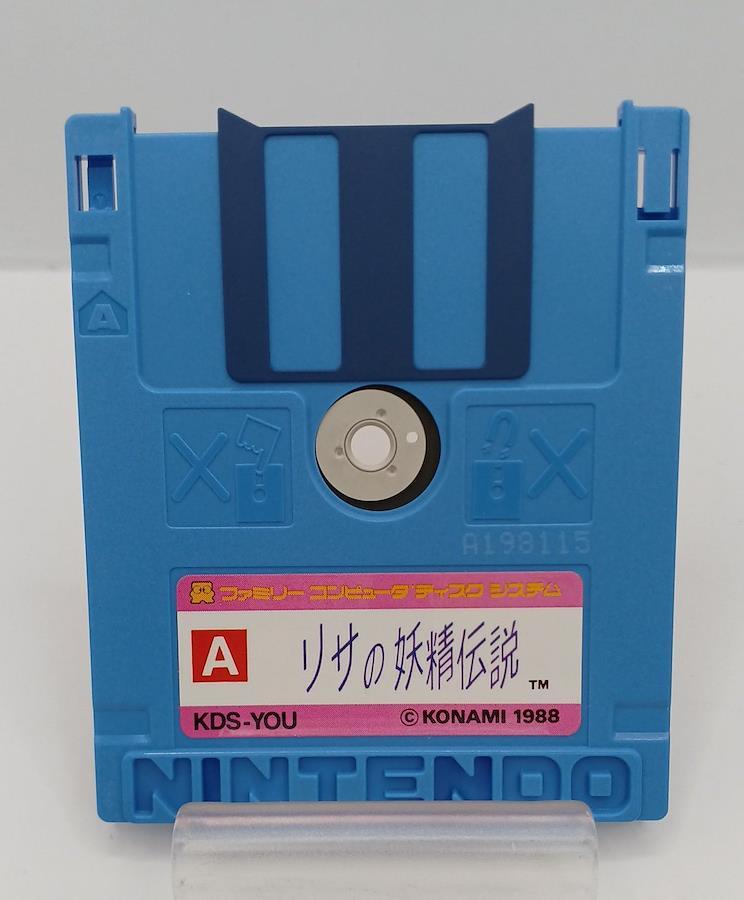 A
A198115
ファミリー コンピュータ ディスク システム
A
リサの妖精伝説 ™
KDS-YOU
© KONAMI 1988
NINTENDO